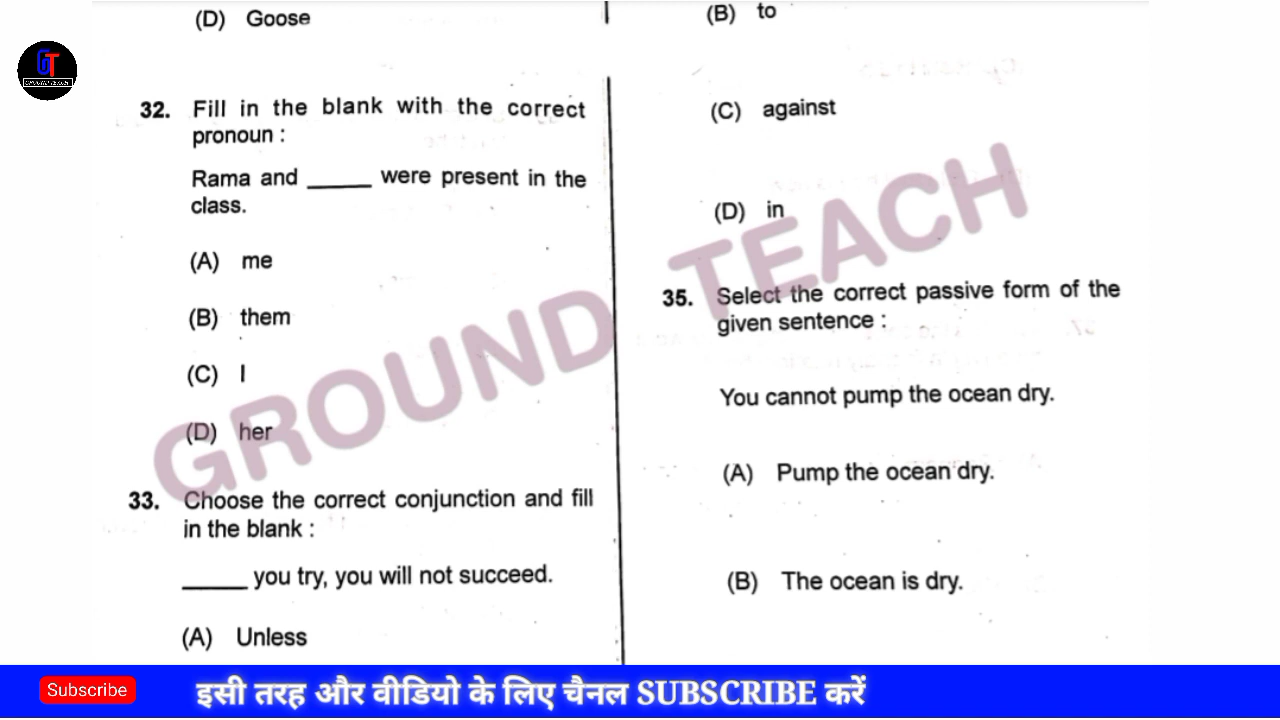 (D) Goose
32. Fill in the blank with the correct
pronoun :
Rama and _____ were present in the
class.
(A) me
(B) them
(C) I
(D) her
33. Choose the correct conjunction and fill
in the blank :
_____ you try, you will not succeed.
(A) Unless
(B) to
(C) against
(D) in
35. Select the correct passive form of the
given sentence :
You cannot pump the ocean dry.
(A) Pump the ocean dry.
(B) The ocean is dry.
GROUND TEACH
GT
Subscribe
इसी तरह और वीडियो के लिए चैनल SUBSCRIBE करें